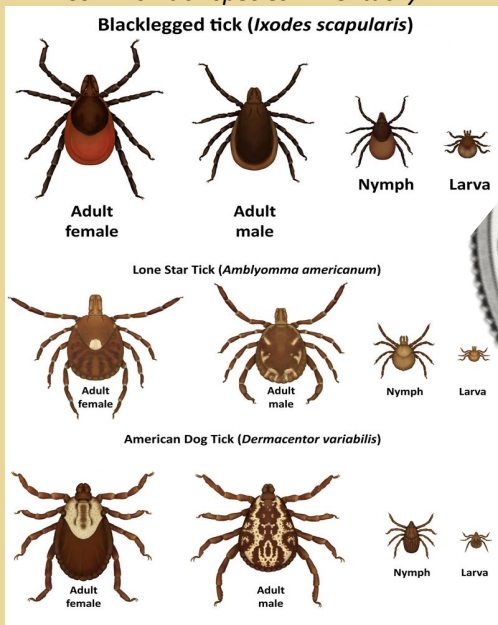 Blacklegged tick (Ixodes scapularis)
Adult female
Adult male
Nymph
Larva
Lone Star Tick (Amblyomma americanum)
Adult female
Adult male
Nymph
Larva
American Dog Tick (Dermacentor variabilis)
Adult female
Adult male
Nymph
Larva